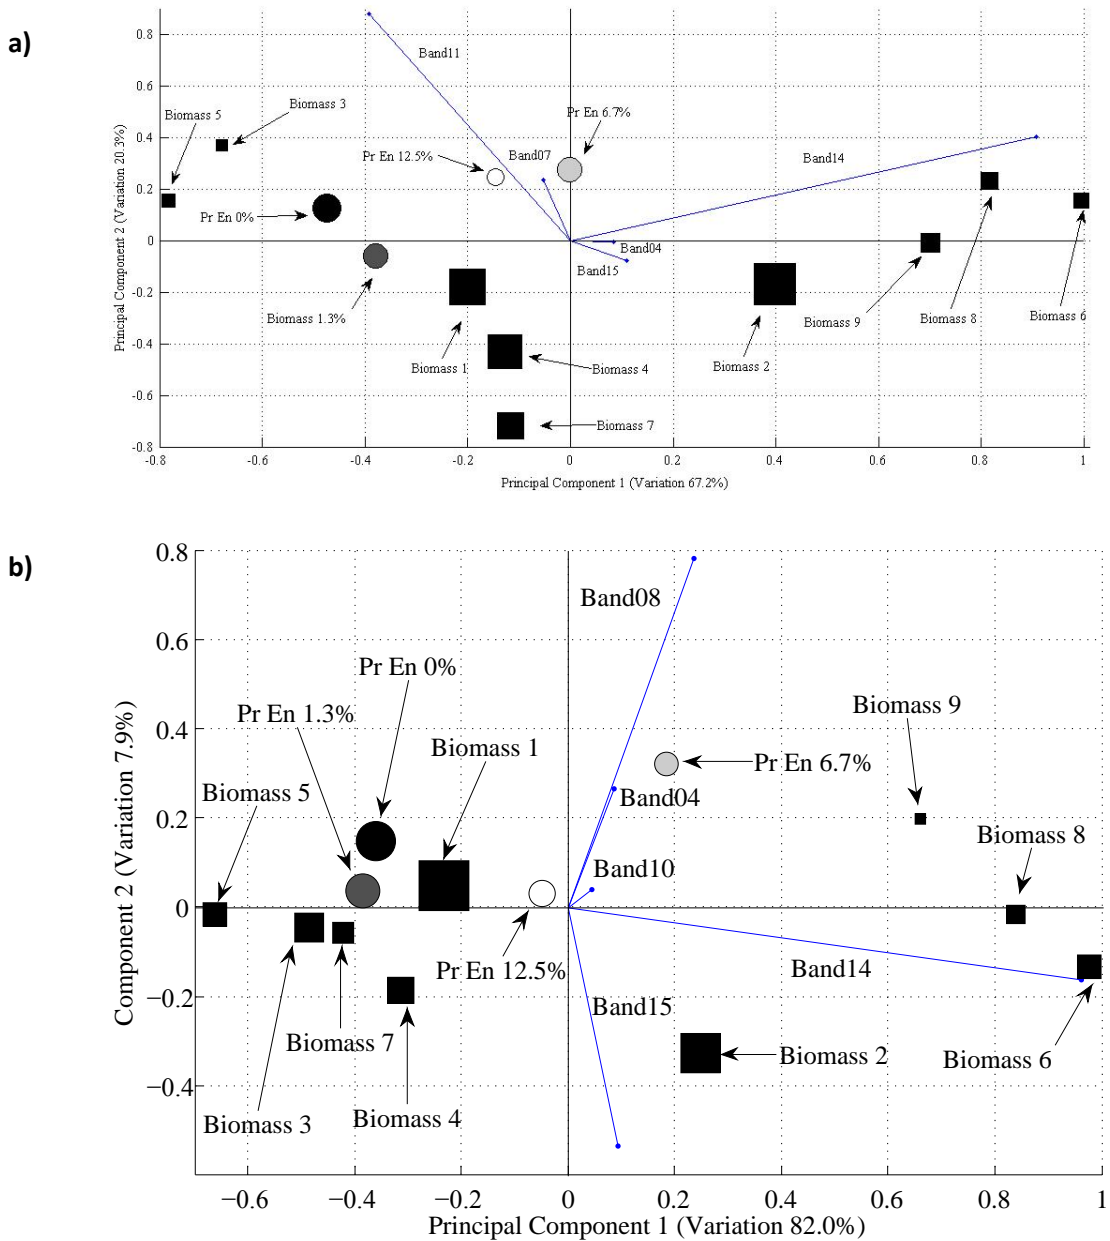 a)
0.8
0.6
0.4
0.2
0
-0.2
-0.4
-0.6
-0.8
Principal Component 2 (Variation 20.3%)
Band11
Biomass 3
Biomass 5
Pr En 6.7%
Pr En 12.5%
Band07
Band14
Pr En 0%
Band04
Band15
Biomass 1.3%
Biomass 9
Biomass 8
Biomass 6
Biomass 1
Biomass 4
Biomass 2
Biomass 7
-0.8 -0.6 -0.4 -0.2 0 0.2 0.4 0.6 0.8 1
Principal Component 1 (Variation 67.2%)
b)
0.8
0.6
0.4
0.2
0
−0.2
−0.4
Component 2 (Variation 7.9%)
Band08
Pr En 0%
Pr En 1.3%
Biomass 9
Biomass 1
Pr En 6.7%
Biomass 5
Band04
Biomass 8
Band10
Pr En 12.5%
Band14
Band15
Biomass 7
Biomass 2
Biomass 6
Biomass 4
Biomass 3
−0.6 −0.4 −0.2 0 0.2 0.4 0.6 0.8 1
Principal Component 1 (Variation 82.0%)